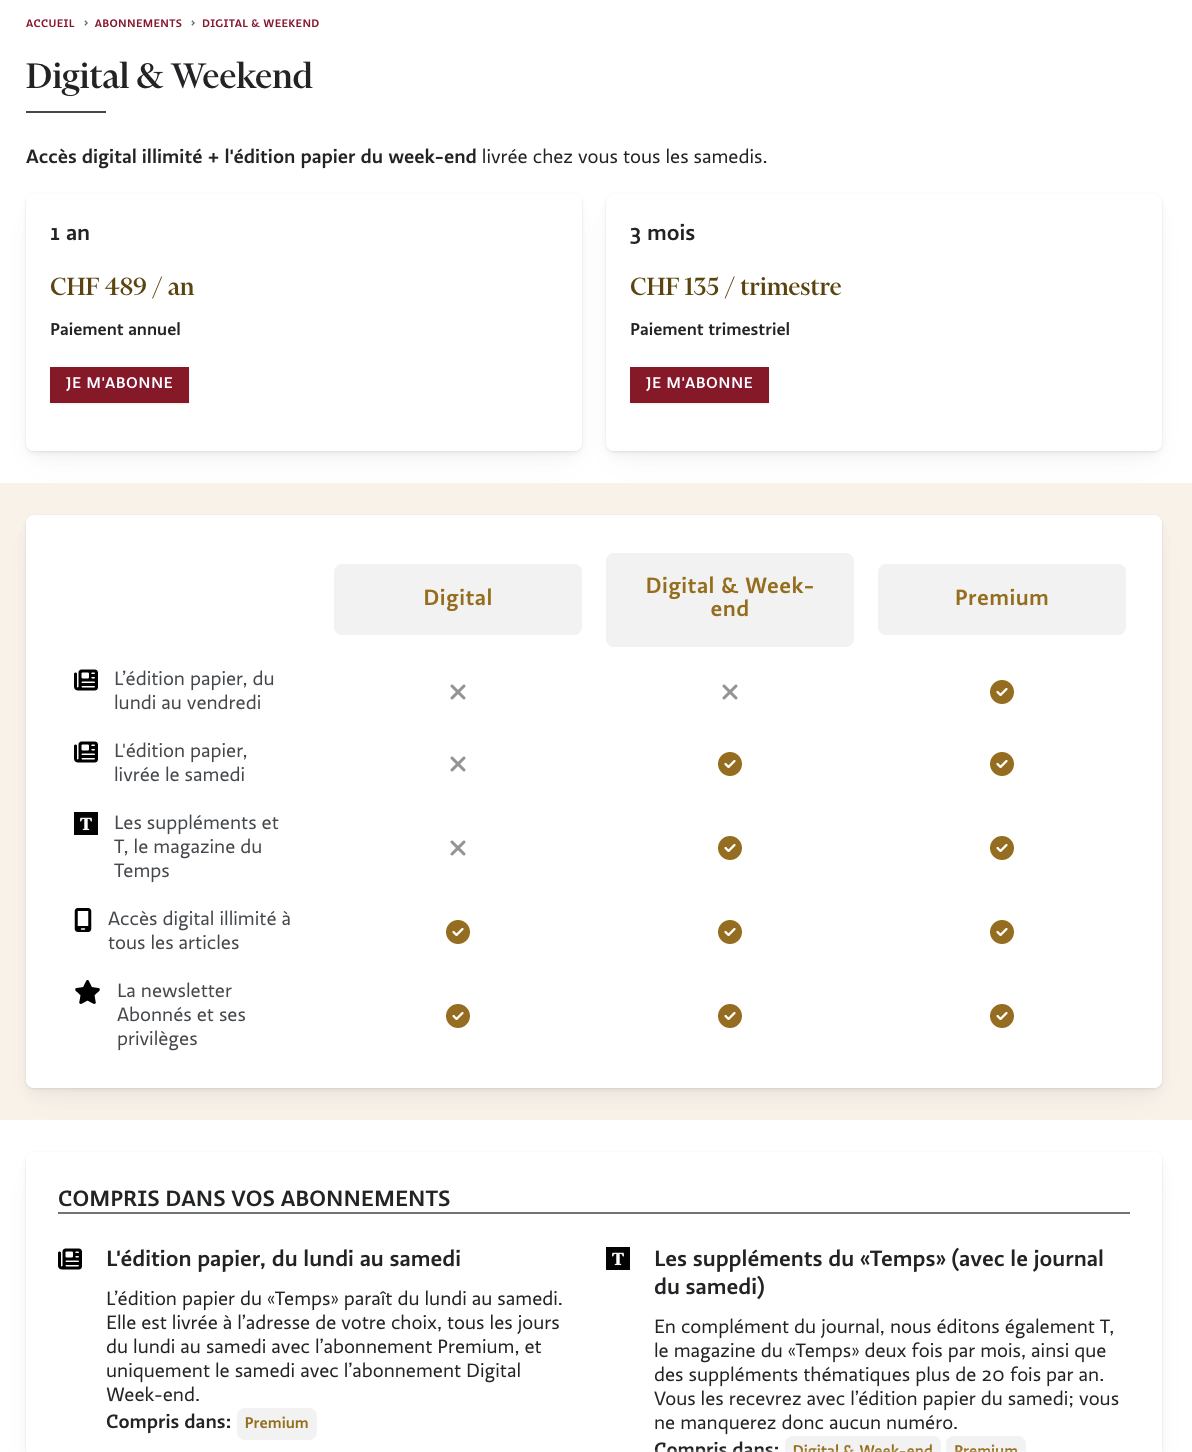 ACCUEIL › ABONNEMENTS › DIGITAL & WEEKEND
Digital & Weekend
Accès digital illimité + l'édition papier du week-end livrée chez vous tous les samedis.
1 an
CHF 489 / an
Paiement annuel
JE M'ABONNE
3 mois
CHF 135 / trimestre
Paiement trimestriel
JE M'ABONNE
Digital
Digital & Week-
end
Premium
L’édition papier, du
lundi au vendredi
L'édition papier,
livrée le samedi
T
Les suppléments et
T, le magazine du
Temps
Accès digital illimité à
tous les articles
La newsletter
Abonnés et ses
privilèges
COMPRIS DANS VOS ABONNEMENTS
L'édition papier, du lundi au samedi
L’édition papier du «Temps» paraît du lundi au samedi.
Elle est livrée à l’adresse de votre choix, tous les jours
du lundi au samedi avec l’abonnement Premium, et
uniquement le samedi avec l’abonnement Digital
Week-end.
Compris dans: Premium
T
Les suppléments du «Temps» (avec le journal
du samedi)
En complément du journal, nous éditons également T,
le magazine du «Temps» deux fois par mois, ainsi que
des suppléments thématiques plus de 20 fois par an.
Vous les recevrez avec l’édition papier du samedi; vous
ne manquerez donc aucun numéro.
Compris dans: Digital & Week-end Premium